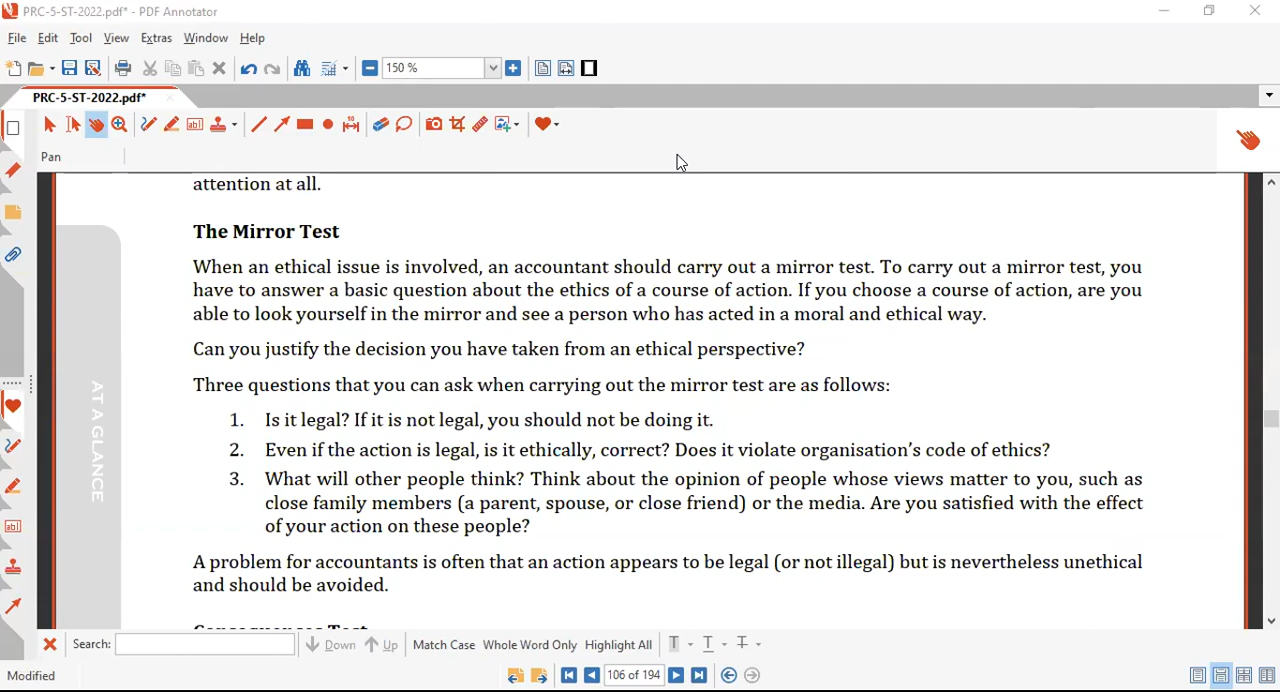 PRC-5-ST-2022.pdf* - PDF Annotator
File Edit Tool View Extras Window Help
150 %
PRC-5-ST-2022.pdf*
Pan
attention at all.
The Mirror Test
When an ethical issue is involved, an accountant should carry out a mirror test. To carry out a mirror test, you
have to answer a basic question about the ethics of a course of action. If you choose a course of action, are you
able to look yourself in the mirror and see a person who has acted in a moral and ethical way.
Can you justify the decision you have taken from an ethical perspective?
Three questions that you can ask when carrying out the mirror test are as follows:
1. Is it legal? If it is not legal, you should not be doing it.
2. Even if the action is legal, is it ethically, correct? Does it violate organisation's code of ethics?
3. What will other people think? Think about the opinion of people whose views matter to you, such as
close family members (a parent, spouse, or close friend) or the media. Are you satisfied with the effect
of your action on these people?
A problem for accountants is often that an action appears to be legal (or not illegal) but is nevertheless unethical
and should be avoided.
Consequences Test
AT A GLANCE
Search: Down Up Match Case Whole Word Only Highlight All
Modified 106 of 194